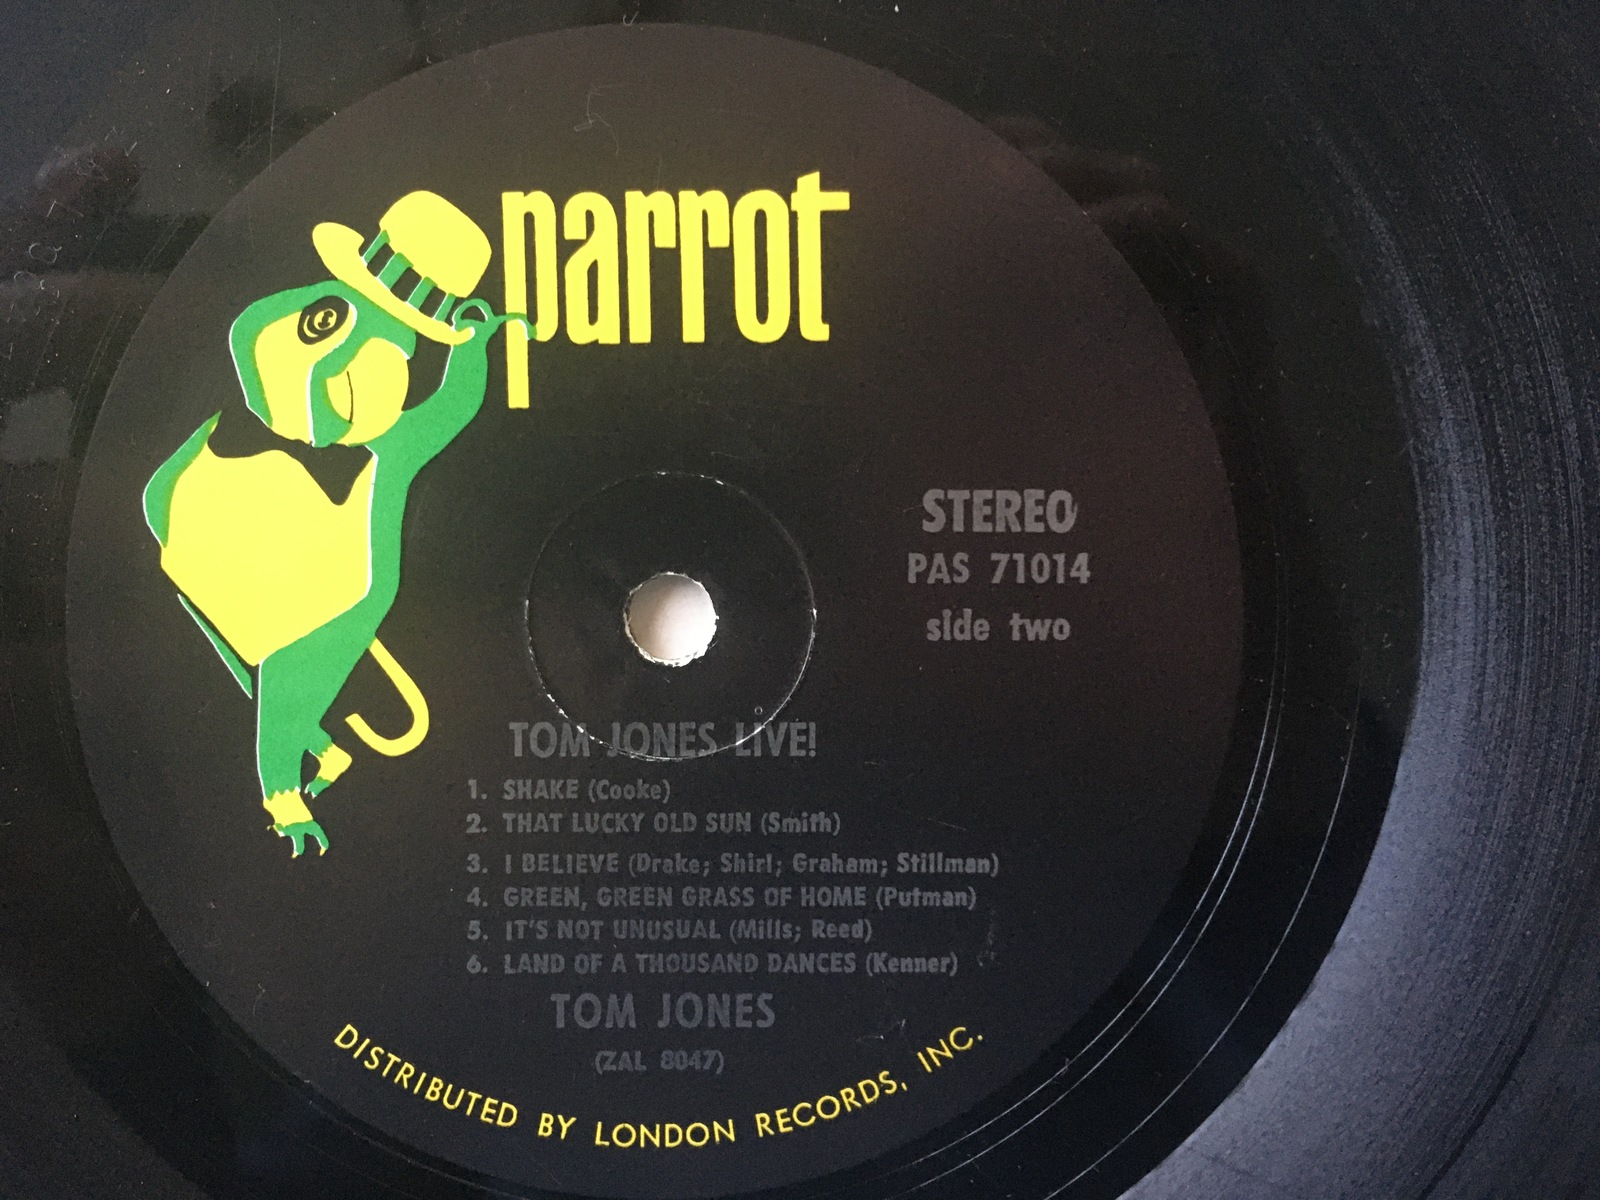 parrot
STEREO
PAS 71014
side two
TOM JONES LIVE!
1. SHAKE (Cooke)
2. THAT LUCKY OLD SUN (Smith)
3. I BELIEVE (Drake; Shirl; Graham; Stillman)
4. GREEN, GREEN GRASS OF HOME (Putman)
5. IT'S NOT UNUSUAL (Mills; Reed)
6. LAND OF A THOUSAND DANCES (Kenner)
TOM JONES
(ZAL 8047)
DISTRIBUTED BY LONDON RECORDS, INC.